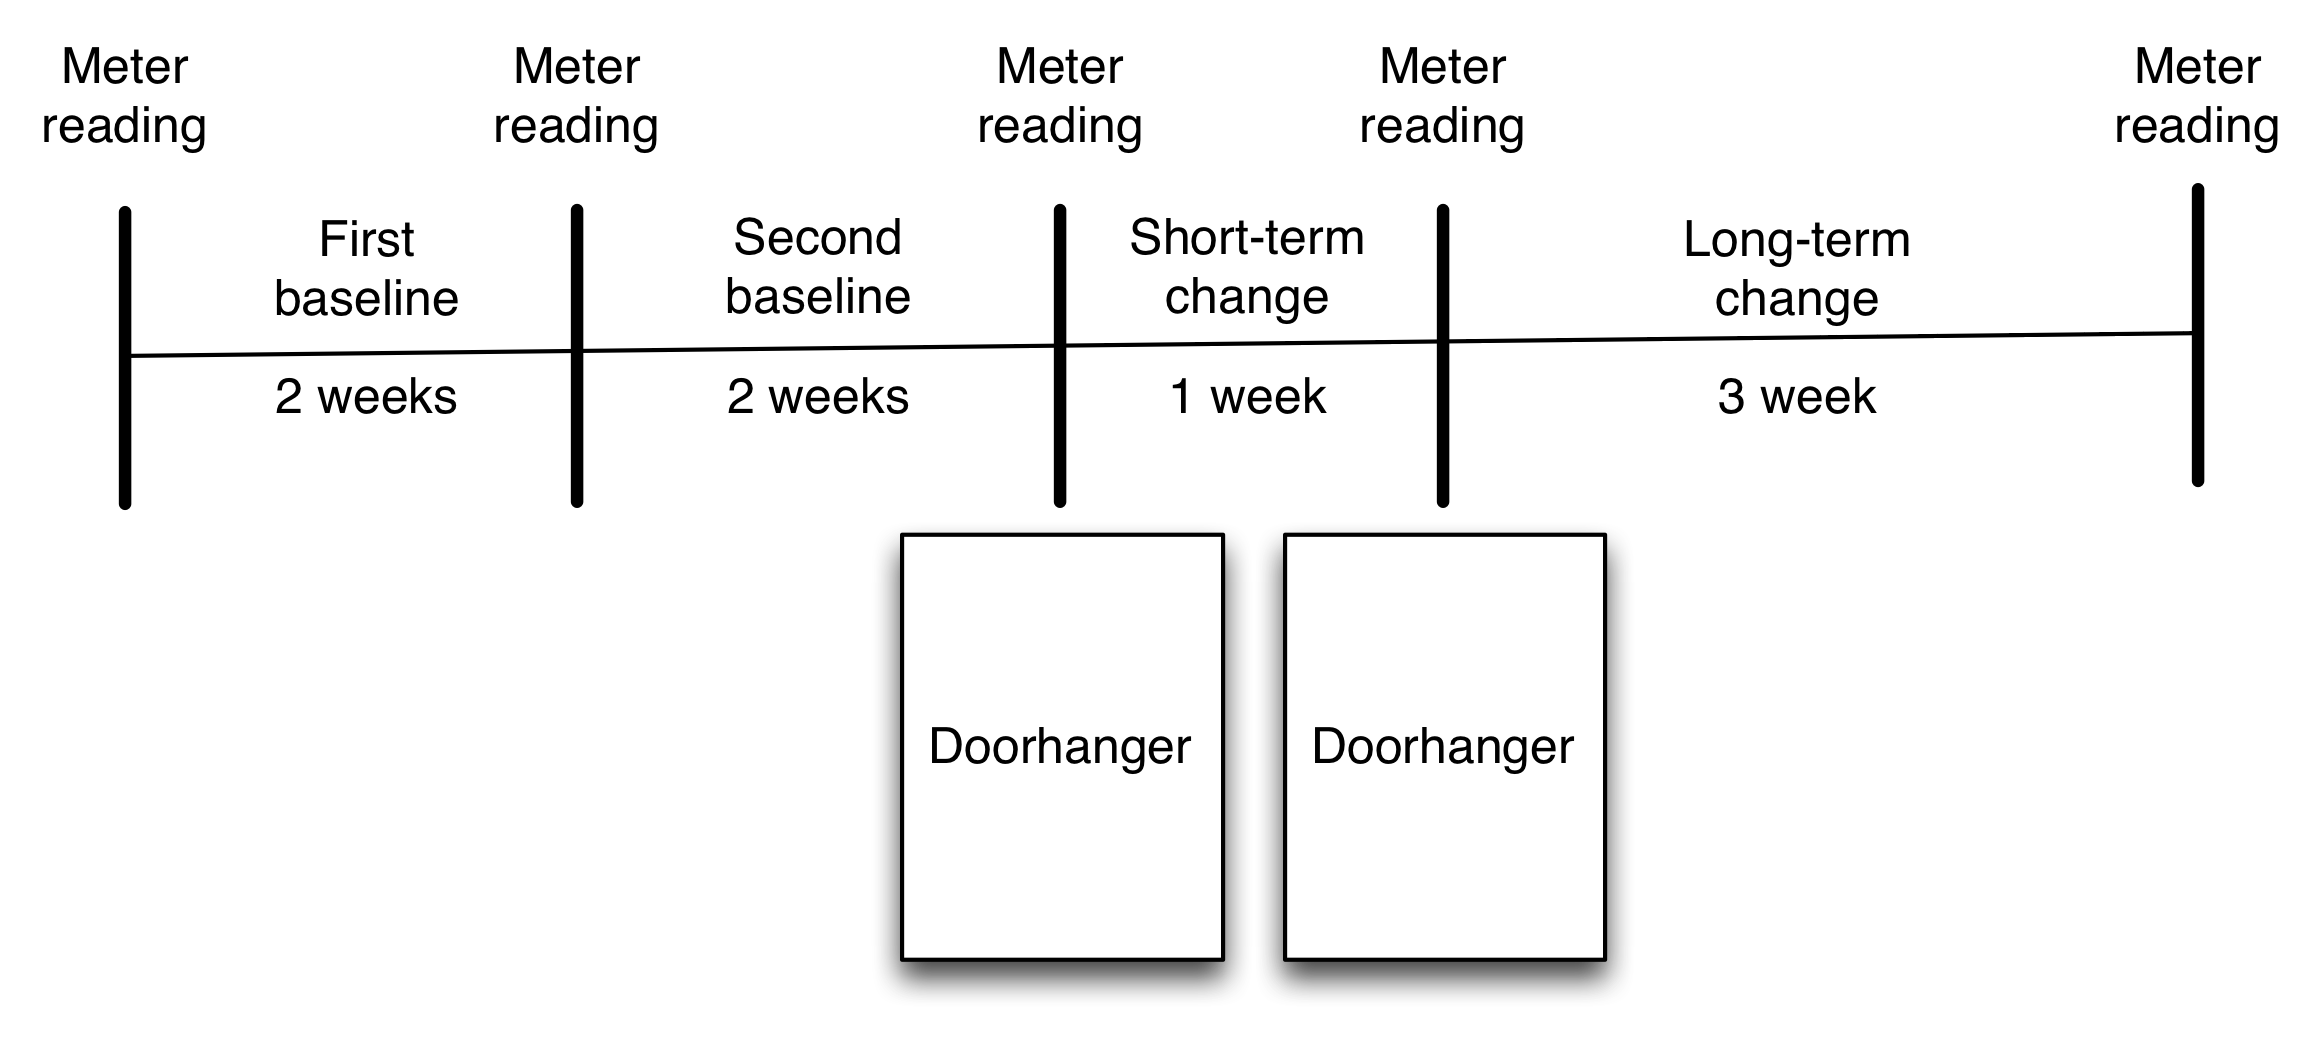 Meter
reading
Meter
reading
Meter
reading
Meter
reading
Meter
reading
First
baseline
Second
baseline
Short-term
change
Long-term
change
2 weeks
2 weeks
1 week
3 week
Doorhanger
Doorhanger